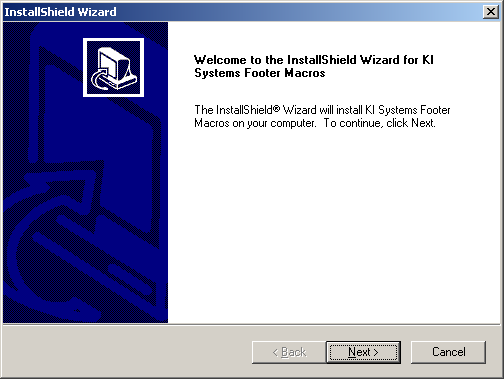 InstallShield Wizard
Welcome to the InstallShield Wizard for KI
Systems Footer Macros
The InstallShield® Wizard will install KI Systems Footer
Macros on your computer.  To continue, click Next.
< Back
Next >
Cancel